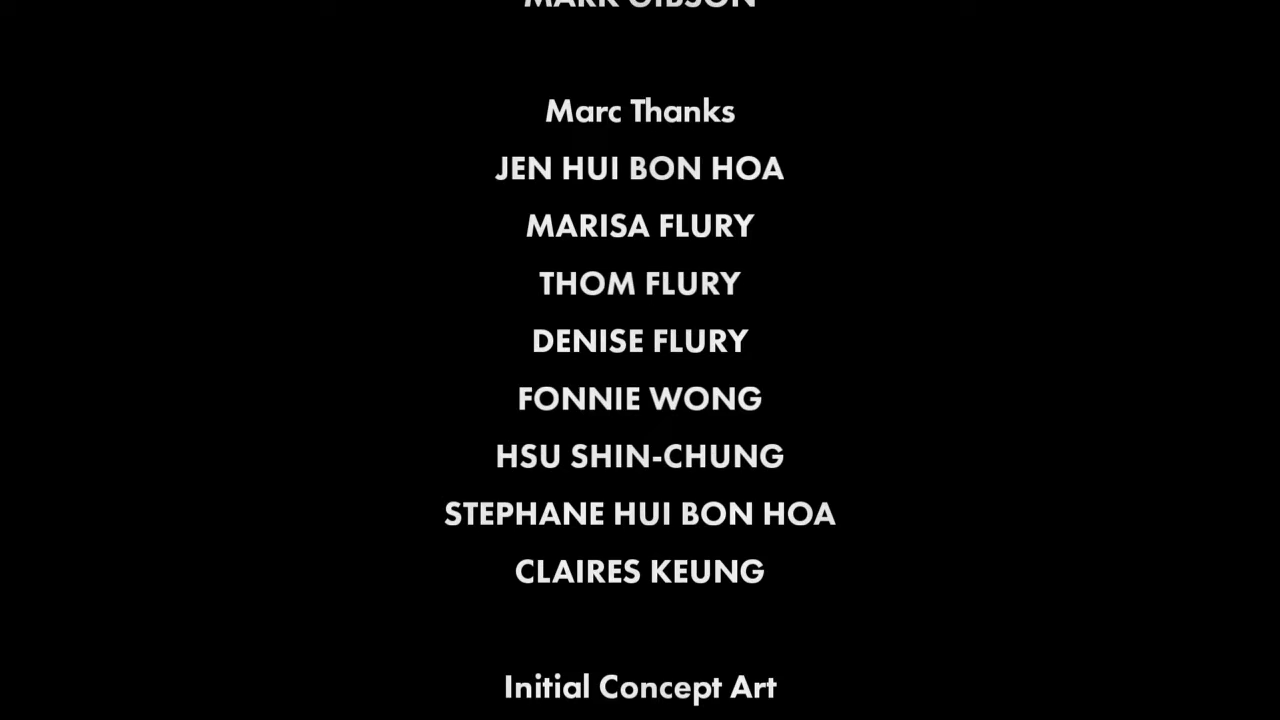 MARK GIBSON
Marc Thanks
JEN HUI BON HOA
MARISA FLURY
THOM FLURY
DENISE FLURY
FONNIE WONG
HSU SHIN-CHUNG
STEPHANE HUI BON HOA
CLAIRES KEUNG
Initial Concept Art